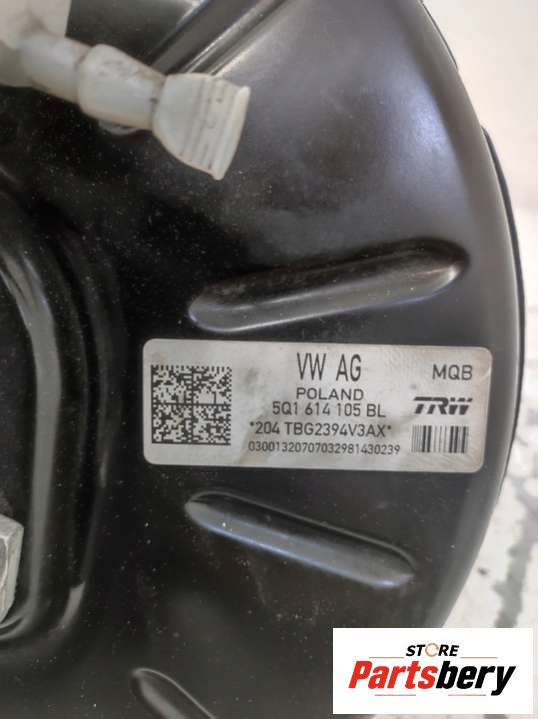 VW AG
MQB
POLAND
5Q1 614 105 BL
TRW
*204 TBG2394V3AX*
03001320707032981430239
STORE
Partsbery